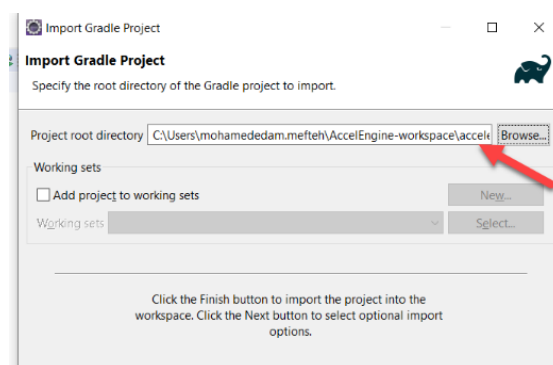 Import Gradle Project
Import Gradle Project
Specify the root directory of the Gradle project to import.
Project root directory C:\Users\mohamededam.mefteh\AccelEngine-workspace\accele Browse...
Working sets
Add project to working sets New...
Working sets Select...
Click the Finish button to import the project into the
workspace. Click the Next button to select optional import
options.